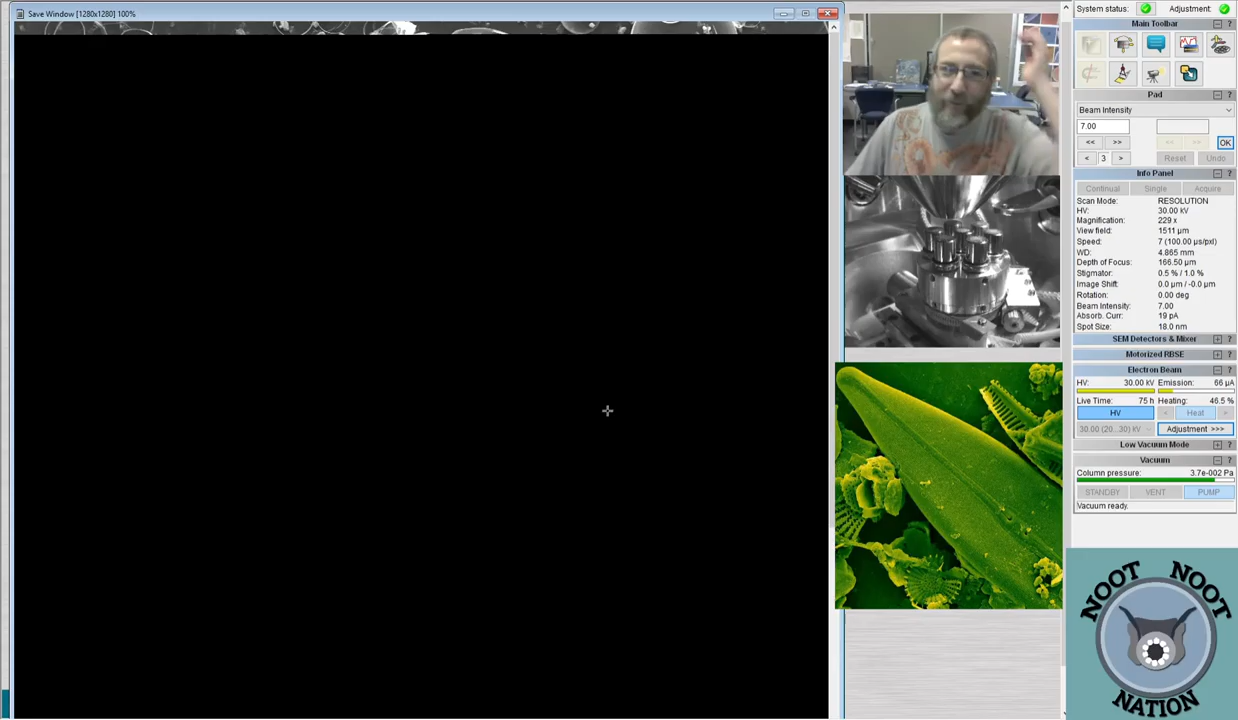 Save Window [1280x1280] 100%
System status:
Adjustment:
Main Toolbar
?
Pad
?
Beam Intensity
7.00
<< >> << >> OK
< 3 > Reset Undo
Info Panel
?
Continual Single Acquire
Scan Mode: RESOLUTION
HV: 30.00 kV
Magnification: 229 x
View field: 1511 µm
Speed: 7 (100.00 µs/pxl)
WD: 4.865 mm
Depth of Focus: 166.50 µm
Stigmator: 0.5 % / 1.0 %
Image Shift: 0.0 µm / -0.0 µm
Rotation: 0.00 deg
Beam Intensity: 7.00
Absorb. Curr: 19 pA
Spot Size: 18.0 nm
SEM Detectors & Mixer
?
Motorized RBSE
?
Electron Beam
?
HV: 30.00 kV Emission: 66 µA
Live Time: 75 h Heating: 46.5 %
HV < Heat >
30.00 (20...30) kV Adjustment >>>
Low Vacuum Mode
?
Vacuum
?
Column pressure: 3.7e-002 Pa
STANDBY VENT PUMP
Vacuum ready.
NOOT NOOT
NATION